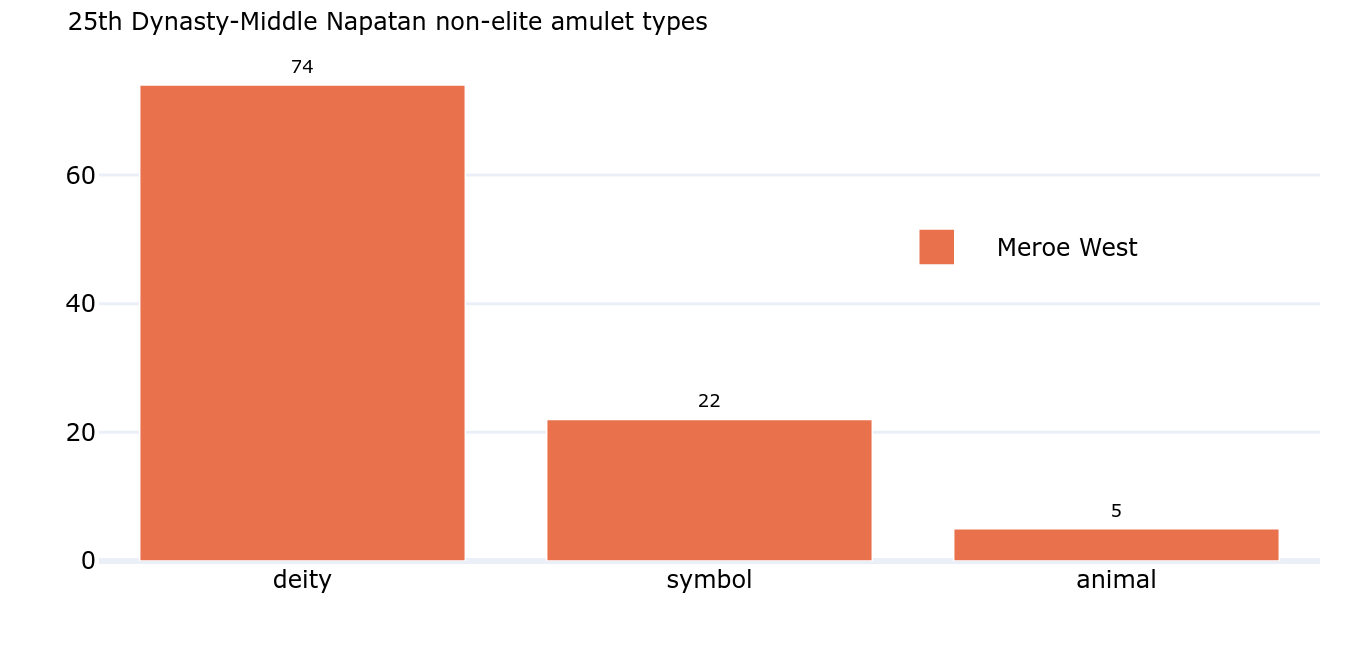 25th Dynasty-Middle Napatan non-elite amulet types
74
60
Meroe West
40
22
20
5
0
deity symbol animal